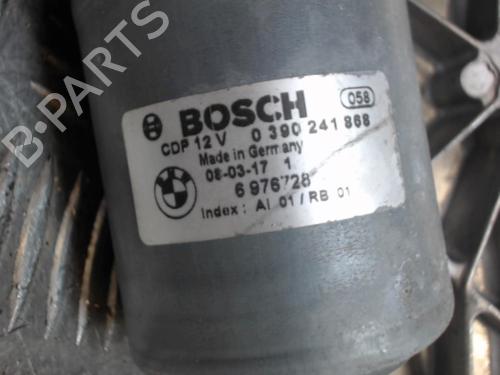 B-PARTS
BOSCH 058
CDP 12 V 0 390 241 868
Made in Germany
08-03-17 1
6 976728
Index : AI 01 / RB 01